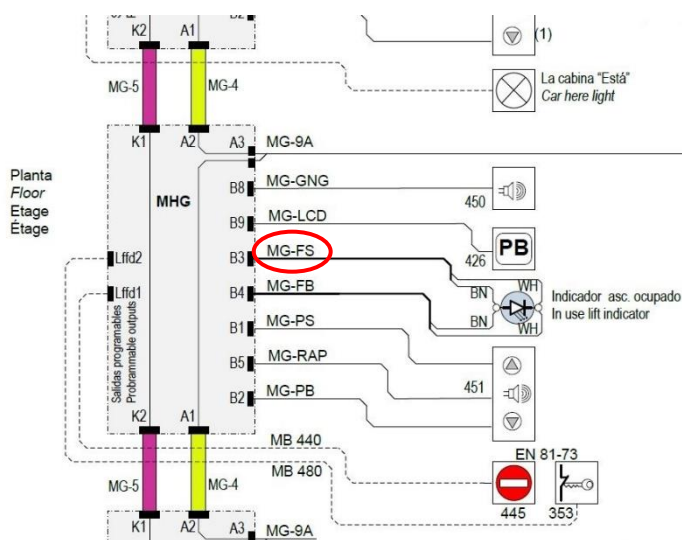 K2
A1
(1)
MG-5
MG-4
La cabina “Está”
Car here light
K1
A2
A3
MG-9A
Planta
Floor
Etage
Étage
MHG
B8
MG-GNG
450
B9
MG-LCD
PB
426
B3
MG-FS
Lffd2
BN
WH
Indicador asc. ocupado
In use lift indicator
B4
MG-FB
Lffd1
BN
WH
B1
MG-PS
Salidas programables
Probrammable outputs
B5
MG-RAP
451
B2
MG-PB
K2
A1
MB 440
EN 81-73
MB 480
MG-5
MG-4
445
353
K1
A2
A3
MG-9A